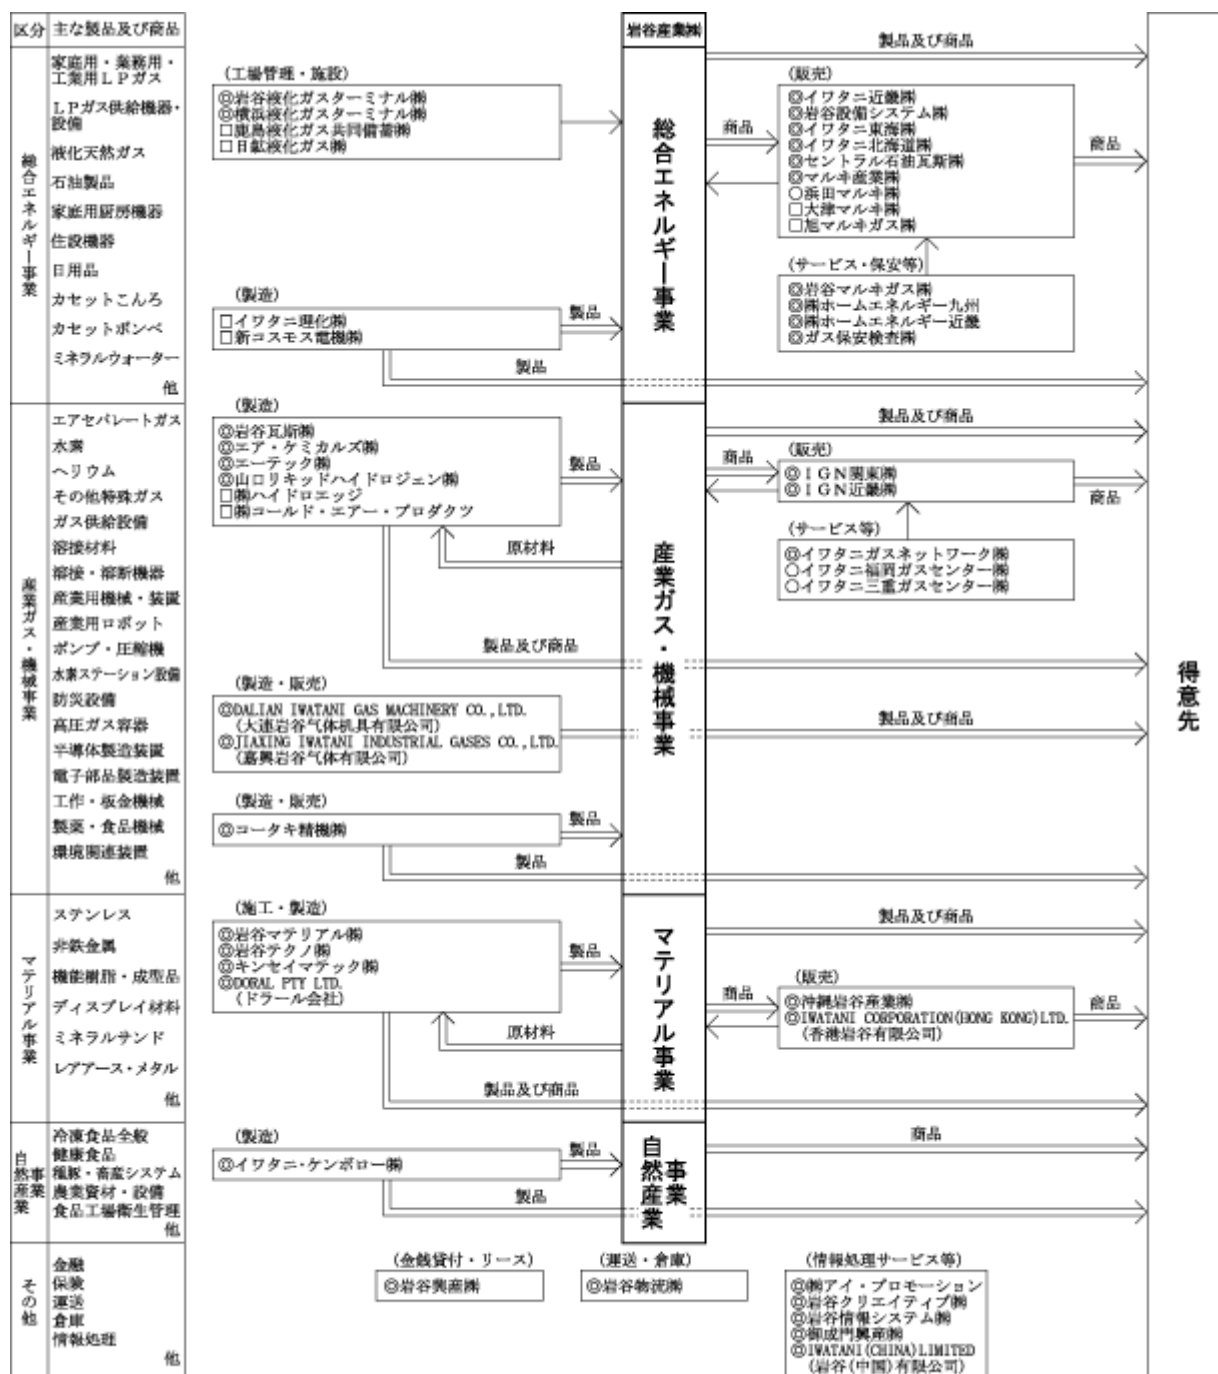 区分 主な製品及び商品
岩谷産業㈱
総合エネルギー事業
家庭用・業務用・
工業用LPガス
LPガス供給機器・
設備
液化天然ガス
石油製品
家庭用厨房機器
住設機器
日用品
カセットこんろ
カセットボンベ
ミネラルウォーター
他
(工場管理・施設)
◎岩谷液化ガスターミナル㈱
◎横浜液化ガスターミナル㈱
□鹿島液化ガス共同備蓄㈱
□日鉱液化ガス㈱
(製造)
□イワタニ理化㈱
□新コスモス電機㈱
製品
製品
総合エネルギー事業
製品及び商品
商品
(販売)
◎イワタニ近畿㈱
◎岩谷設備システム㈱
◎イワタニ東海㈱
◎イワタニ北海道㈱
◎セントラル石油瓦斯㈱
◎マルキ産業㈱
○浜田マルキ㈱
□大津マルキ㈱
□旭マルキガス㈱
商品
(サービス・保安等)
◎岩谷マルキガス㈱
◎㈱ホームエネルギー九州
◎㈱ホームエネルギー近畿
◎ガス保安検査㈱
産業ガス・機械事業
エアセパレートガス
水素
ヘリウム
その他特殊ガス
ガス供給設備
溶接材料
溶接・溶断機器
産業用機械・装置
産業用ロボット
ポンプ・圧縮機
水素ステーション設備
防災設備
高圧ガス容器
半導体製造装置
電子部品製造装置
工作・板金機械
製薬・食品機械
環境関連装置
他
(製造)
◎岩谷瓦斯㈱
◎エア・ケミカルズ㈱
◎エーテック㈱
◎山口リキッドハイドロジェン㈱
□㈱ハイドロエッジ
□㈱コールド・エアー・プロダクツ
製品
原材料
製品及び商品
(製造・販売)
◎DALIAN IWATANI GAS MACHINERY CO.,LTD.
(大連岩谷气体机具有限公司)
◎JIAXING IWATANI INDUSTRIAL GASES CO.,LTD.
(嘉興岩谷气体有限公司)
(製造・販売)
◎コータキ精機㈱
製品
製品
産業ガス・機械事業
製品及び商品
商品
(販売)
◎IGN関東㈱
◎IGN近畿㈱
商品
(サービス等)
◎イワタニガスネットワーク㈱
○イワタニ福岡ガスセンター㈱
○イワタニ三重ガスセンター㈱
製品及び商品
得意先
マテリアル事業
ステンレス
非鉄金属
機能樹脂・成型品
ディスプレイ材料
ミネラルサンド
レアアース・メタル
他
(施工・製造)
◎岩谷マテリアル㈱
◎岩谷テクノ㈱
◎キンセイマテック㈱
◎DORAL PTY LTD.
(ドラール会社)
製品
原材料
製品及び商品
マテリアル事業
製品及び商品
商品
(販売)
◎沖縄岩谷産業㈱
◎IWATANI CORPORATION(HONG KONG)LTD.
(香港岩谷有限公司)
商品
自然産業事業
冷凍食品全般
健康食品
種豚・畜産システム
農業資材・設備
食品工場衛生管理
他
(製造)
◎イワタニ・ケンボロー㈱
製品
製品
自然産業事業
商品
その他
金融
保険
運送
倉庫
情報処理
他
(金銭貸付・リース)
◎岩谷興産㈱
(運送・倉庫)
◎岩谷物流㈱
(情報処理サービス等)
◎㈱アイ・プロモーション
◎岩谷クリエイティブ㈱
◎岩谷情報システム㈱
◎御成門興産㈱
◎IWATANI(CHINA)LIMITED
(岩谷(中国)有限公司)